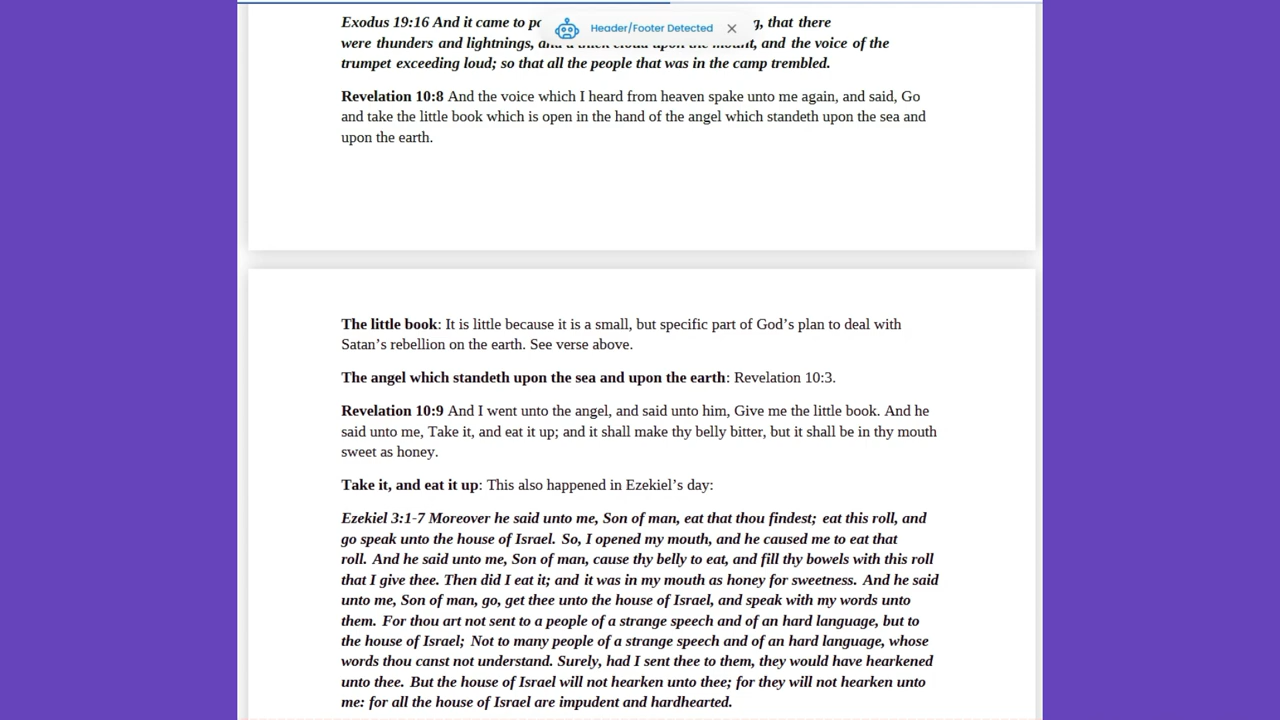 Exodus 19:16 And it came to
Header/Footer Detected
that there
were thunders and lightnings, and a thick cloud upon the mount, and the voice of the
trumpet exceeding loud; so that all the people that was in the camp trembled.
Revelation 10:8 And the voice which I heard from heaven spake unto me again, and said, Go
and take the little book which is open in the hand of the angel which standeth upon the sea and
upon the earth.
The little book: It is little because it is a small, but specific part of God’s plan to deal with
Satan’s rebellion on the earth. See verse above.
The angel which standeth upon the sea and upon the earth: Revelation 10:3.
Revelation 10:9 And I went unto the angel, and said unto him, Give me the little book. And he
said unto me, Take it, and eat it up; and it shall make thy belly bitter, but it shall be in thy mouth
sweet as honey.
Take it, and eat it up: This also happened in Ezekiel’s day:
Ezekiel 3:1-7 Moreover he said unto me, Son of man, eat that thou findest; eat this roll, and
go speak unto the house of Israel. So, I opened my mouth, and he caused me to eat that
roll. And he said unto me, Son of man, cause thy belly to eat, and fill thy bowels with this roll
that I give thee. Then did I eat it; and it was in my mouth as honey for sweetness. And he said
unto me, Son of man, go, get thee unto the house of Israel, and speak with my words unto
them. For thou art not sent to a people of a strange speech and of an hard language, but to
the house of Israel; Not to many people of a strange speech and of an hard language, whose
words thou canst not understand. Surely, had I sent thee to them, they would have hearkened
unto thee. But the house of Israel will not hearken unto thee; for they will not hearken unto
me: for all the house of Israel are impudent and hardhearted.